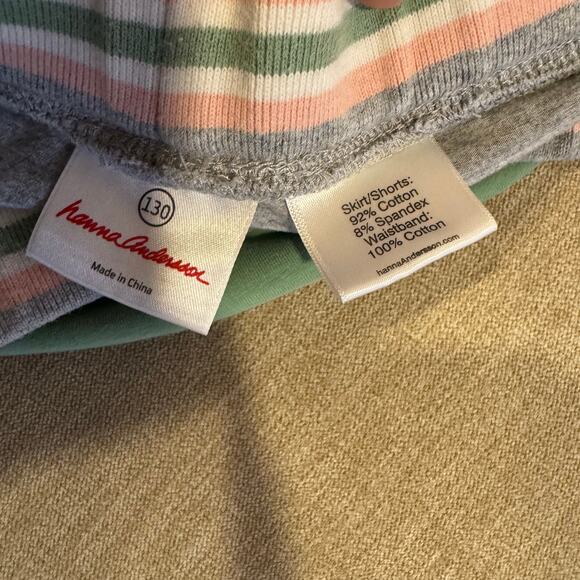 130
hanna Andersson
Made in China
Skirt/Shorts:
92% Cotton
8% Spandex
Waistband:
100% Cotton
hannaAndersson.com